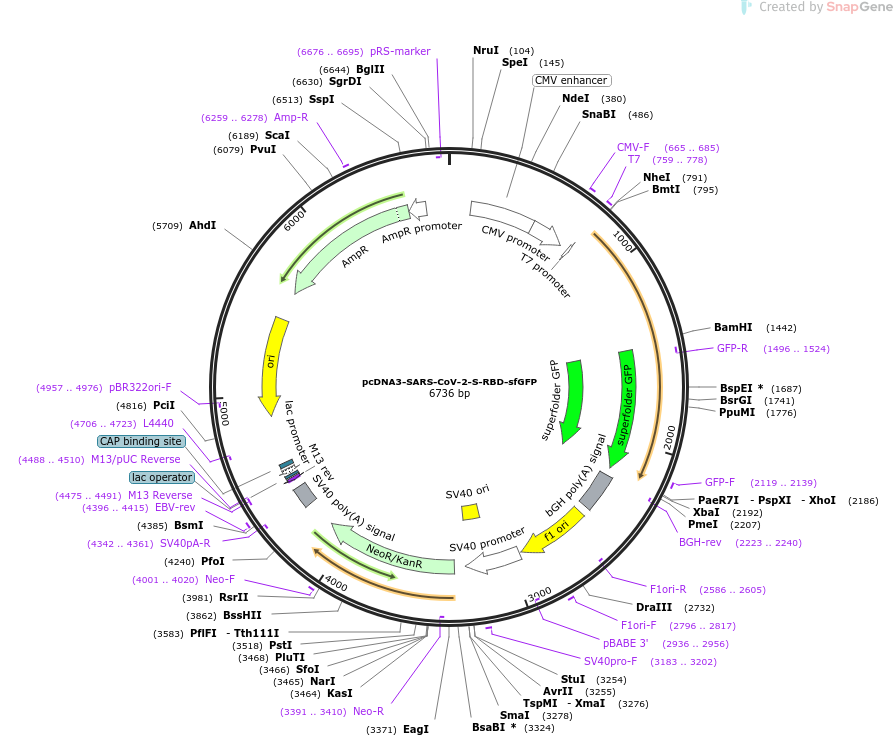 Created by SnapGene
(6676 .. 6695) pRS-marker
(6644) BglII
(6630) SgrDI
(6513) SspI
(6259 .. 6278) Amp-R
(6189) ScaI
(6079) PvuI
(5709) AhdI
NruI (104)
SpeI (145)
CMV enhancer
NdeI (380)
SnaBI (486)
CMV-F (665 .. 685)
T7 (759 .. 778)
NheI (791)
BmtI (795)
BamHI (1442)
GFP-R (1496 .. 1524)
BspEI * (1687)
BsrGI (1741)
PpuMI (1776)
GFP-F (2119 .. 2139)
PaeR7I - PspXI - XhoI (2186)
XbaI (2192)
PmeI (2207)
BGH-rev (2223 .. 2240)
F1ori-R (2586 .. 2605)
DraIII (2732)
F1ori-F (2796 .. 2817)
pBABE 3' (2936 .. 2956)
SV40pro-F (3183 .. 3202)
StuI (3254)
AvrII (3255)
TspMI - XmaI (3276)
SmaI (3278)
BsaBI * (3324)
(3371) EagI
(3391 .. 3410) Neo-R
(3464) KasI
(3465) NarI
(3466) SfoI
(3468) PluTI
(3518) PstI
(3583) PflFI - Tth111I
(3862) BssHII
(3981) RsrII
(4001 .. 4020) Neo-F
(4240) PfoI
(4342 .. 4361) SV40pA-R
(4385) BsmI
(4396 .. 4415) EBV-rev
(4475 .. 4491) M13 Reverse
lac operator
(4488 .. 4510) M13/pUC Reverse
CAP binding site
(4706 .. 4723) L4440
(4816) PciI
(4957 .. 4976) pBR322ori-F
1000
2000
3000
4000
5000
6000
AmpR promoter
AmpR
CMV promoter
T7 promoter
ori
pcDNA3-SARS-CoV-2-S-RBD-sfGFP
6736 bp
superfolder GFP
superfolder GFP
lac promoter
M13 rev
SV40 poly(A) signal
bGH poly(A) signal
SV40 ori
f1 ori
SV40 promoter
NeoR/KanR